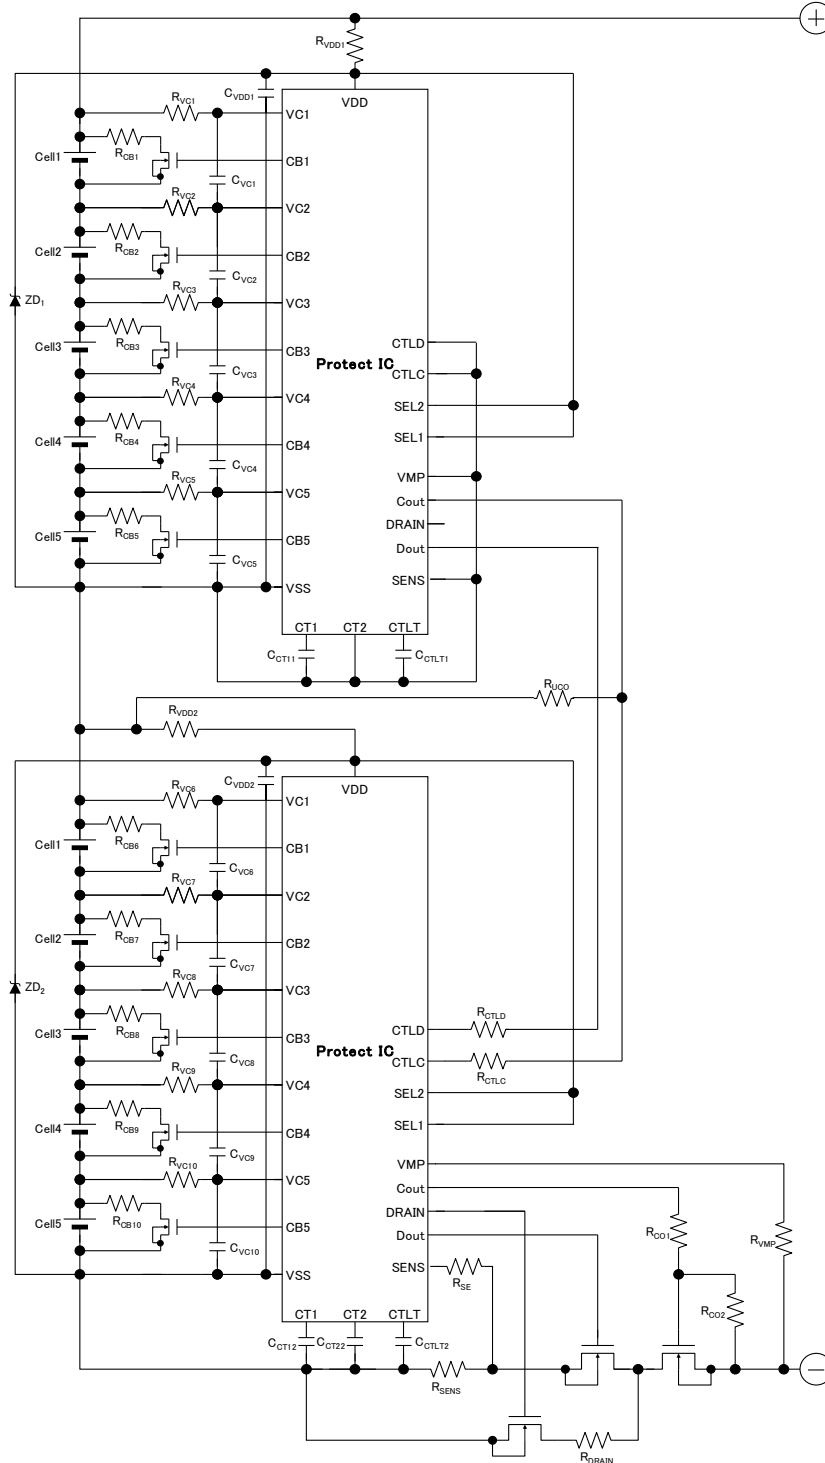 +
RVDD1
CVDD1
VDD
RVC1
VC1
Cell1
RCB1
CB1
CVC1
RVC2
VC2
Cell2
RCB2
CB2
CVC2
ZD1
RVC3
VC3
Cell3
RCB3
CB3
CVC3
Protect IC
CTLD
CTLC
RVC4
VC4
SEL2
Cell4
RCB4
CB4
SEL1
CVC4
VMP
RVC5
VC5
Cout
DRAIN
Cell5
RCB5
CB5
Dout
CVC5
VSS
SENS
CT1
CT2
CTLT
CCT11
CCTLT1
RUCO
RVDD2
CVDD2
VDD
RVC6
VC1
Cell1
RCB6
CB1
CVC6
RVC7
VC2
Cell2
RCB7
CB2
CVC7
ZD2
RVC8
VC3
RCTLD
CTLD
Cell3
RCB8
CB3
CVC8
Protect IC
CTLC
RCTLC
RVC9
VC4
SEL2
Cell4
RCB9
CB4
SEL1
CVC9
VMP
RVC10
VC5
Cout
DRAIN
Cell5
RCB10
CB5
Dout
RCO1
RVMP
CVC10
VSS
SENS
RSE
RCO2
CT1
CT2
CTLT
CCT12
CCT22
CCTLT2
RSENS
−
RDRAIN